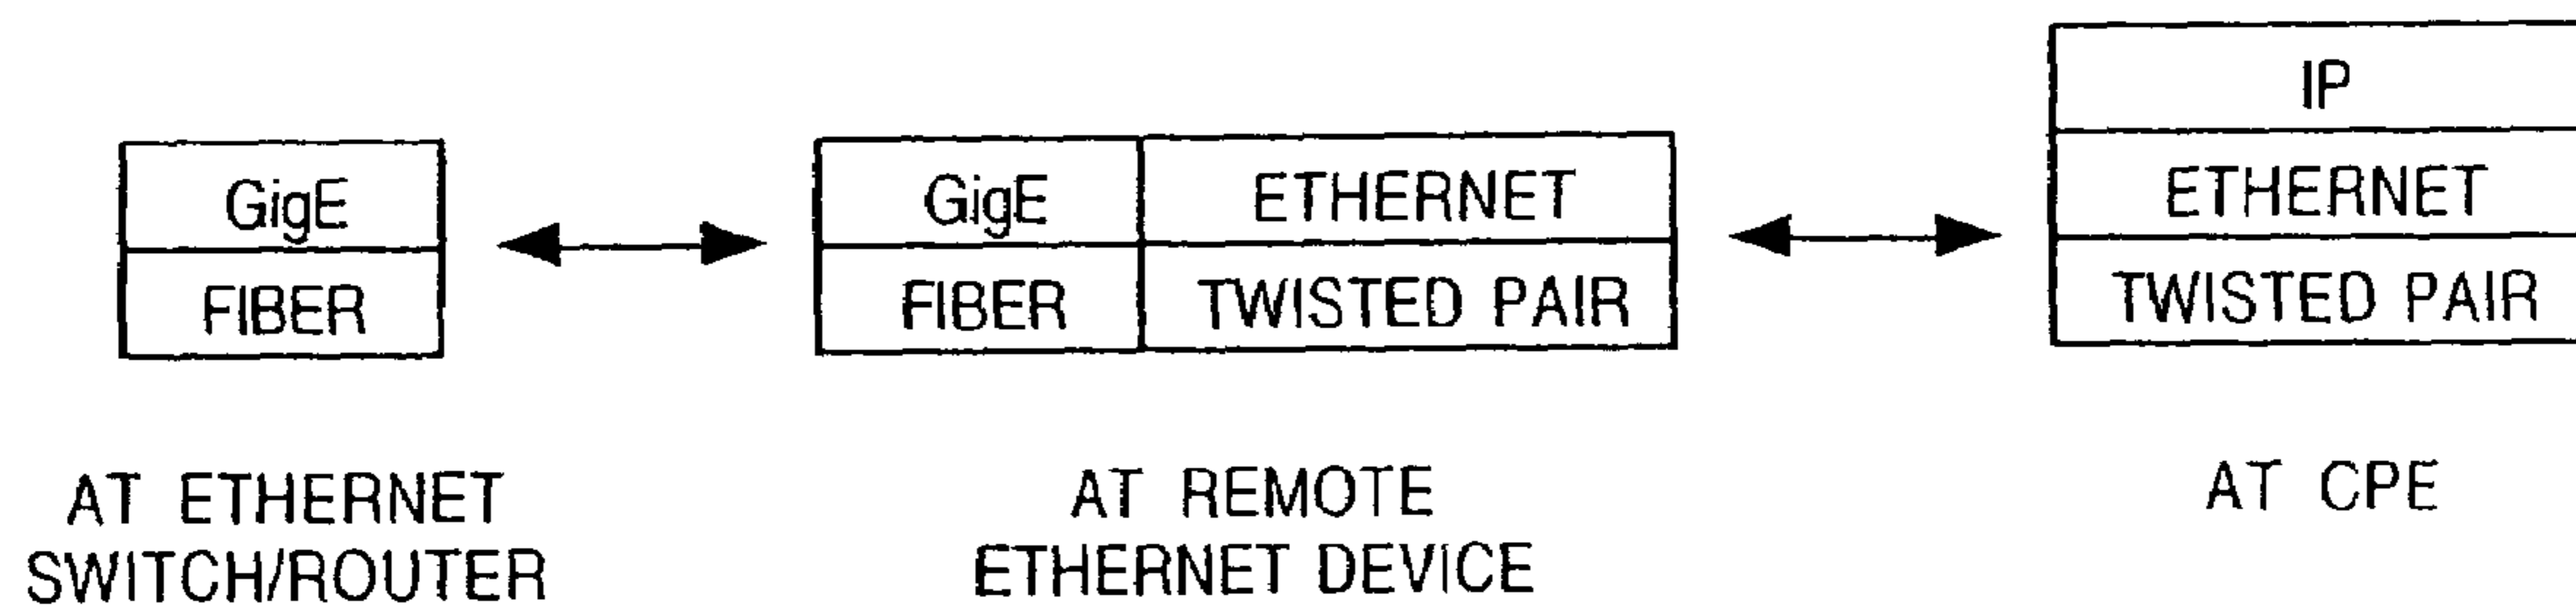 GigE
FIBER
AT ETHERNET
SWITCH/ROUTER
GigE
ETHERNET
FIBER
TWISTED PAIR
AT REMOTE
ETHERNET DEVICE
IP
ETHERNET
TWISTED PAIR
AT CPE